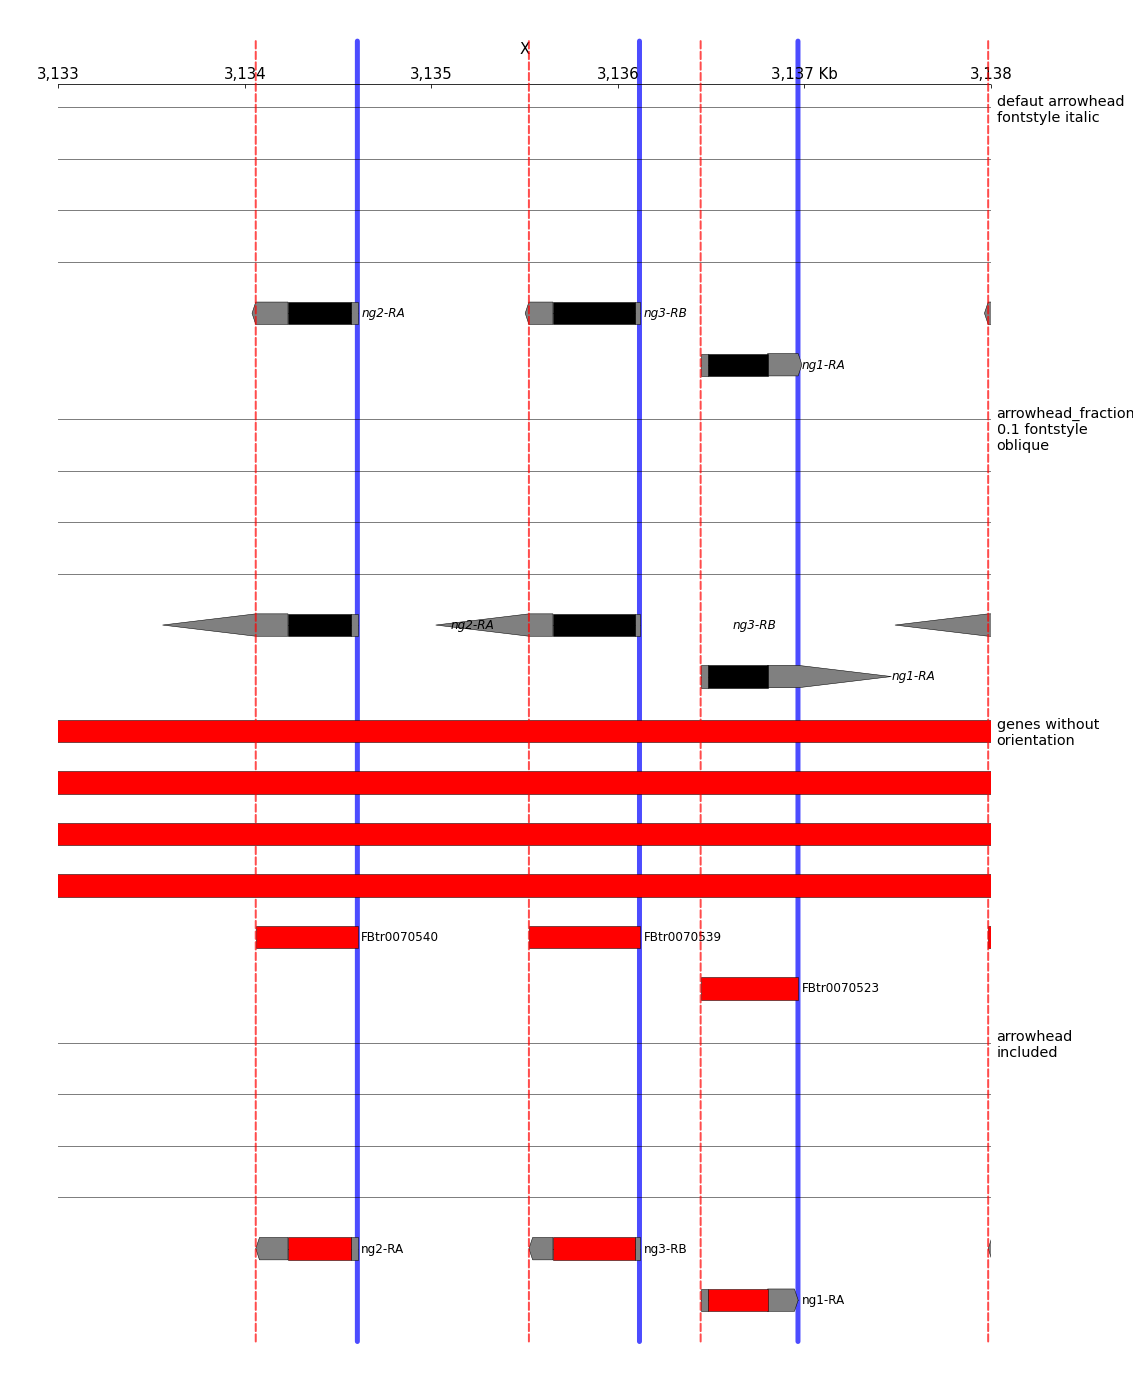 X
3,133 3,134 3,135 3,136 3,137 Kb 3,138
defaut arrowhead
fontstyle italic
ng2-RA ng3-RB
ng1-RA
arrowhead_fraction
0.1 fontstyle
oblique
ng2-RA ng3-RB
ng1-RA
genes without
orientation
FBtr0070540 FBtr0070539
FBtr0070523
arrowhead
included
ng2-RA ng3-RB
ng1-RA